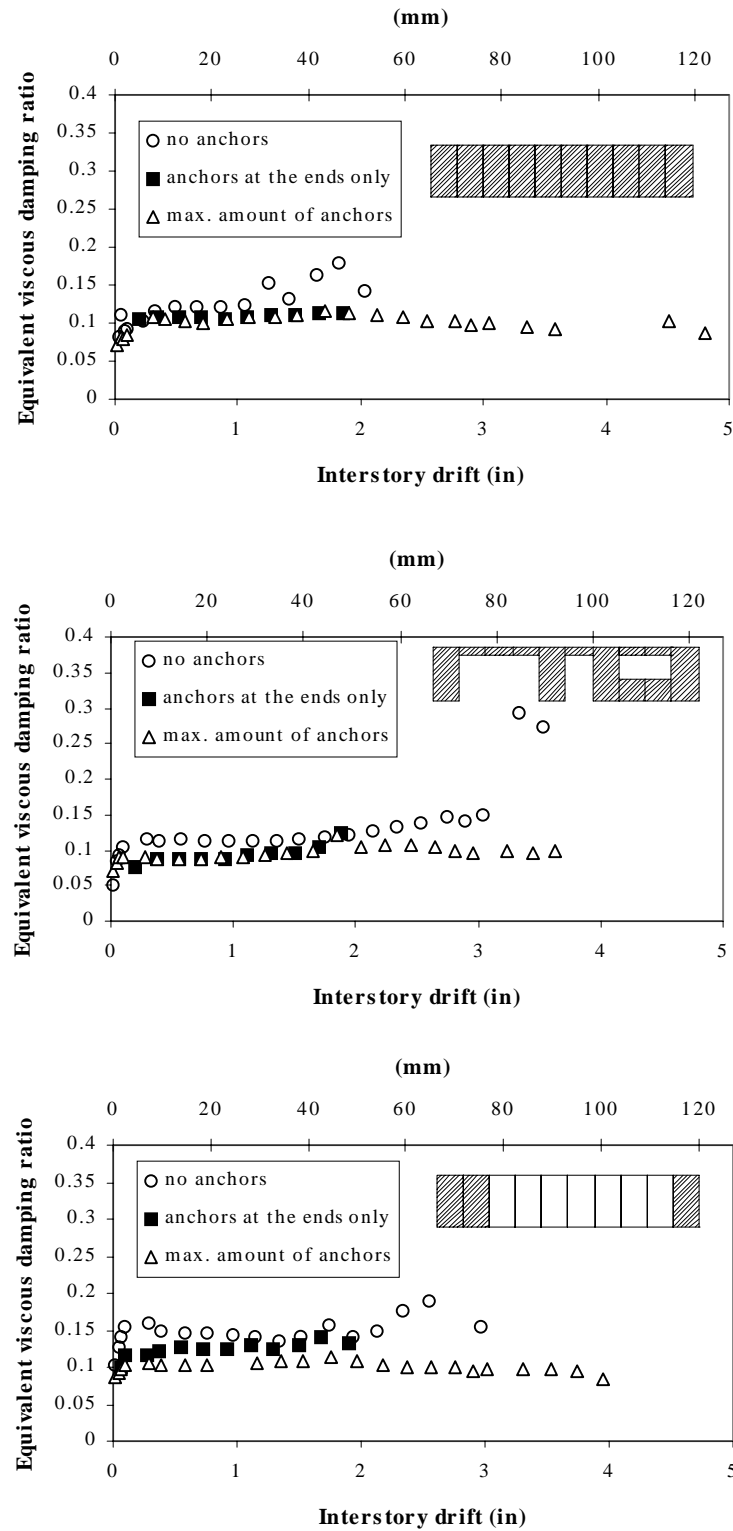 (mm)
0 20 40 60 80 100 120
Equivalent viscous damping ratio
0.4
0.35
0.3
0.25
0.2
0.15
0.1
0.05
0
no anchors
anchors at the ends only
max. amount of anchors
0 1 2 3 4 5
Interstory drift (in)
(mm)
0 20 40 60 80 100 120
Equivalent viscous damping ratio
0.4
0.35
0.3
0.25
0.2
0.15
0.1
0.05
0
no anchors
anchors at the ends only
max. amount of anchors
0 1 2 3 4 5
Interstory drift (in)
(mm)
0 20 40 60 80 100 120
Equivalent viscous damping ratio
0.4
0.35
0.3
0.25
0.2
0.15
0.1
0.05
0
no anchors
anchors at the ends only
max. amount of anchors
0 1 2 3 4 5
Interstory drift (in)